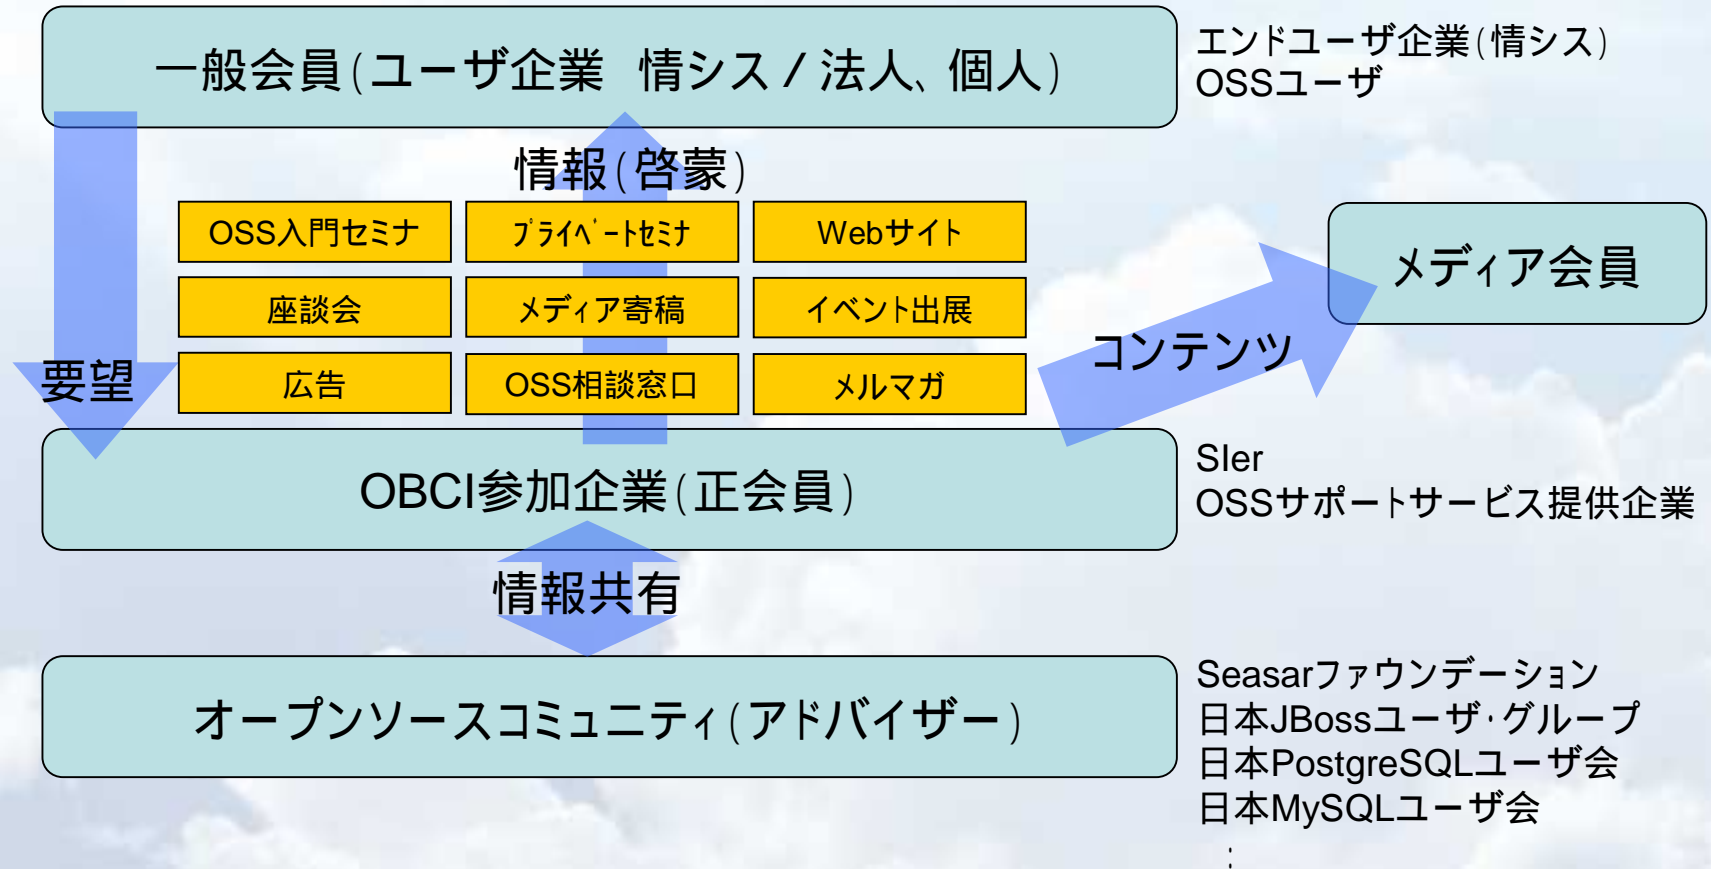 一般会員(ユーザ企業 情シス/法人、個人)
エンドユーザ企業(情シス)
OSSユーザ
情報(啓蒙)
OSS入門セミナ
プライベートセミナ
Webサイト
メディア会員
座談会
メディア寄稿
イベント出展
コンテンツ
要望
広告
OSS相談窓口
メルマガ
OBCI参加企業(正会員)
SIer
OSSサポートサービス提供企業
情報共有
オープンソースコミュニティ(アドバイザー)
Seasarファウンデーション
日本JBossユーザ・グループ
日本PostgreSQLユーザ会
日本MySQLユーザ会
: